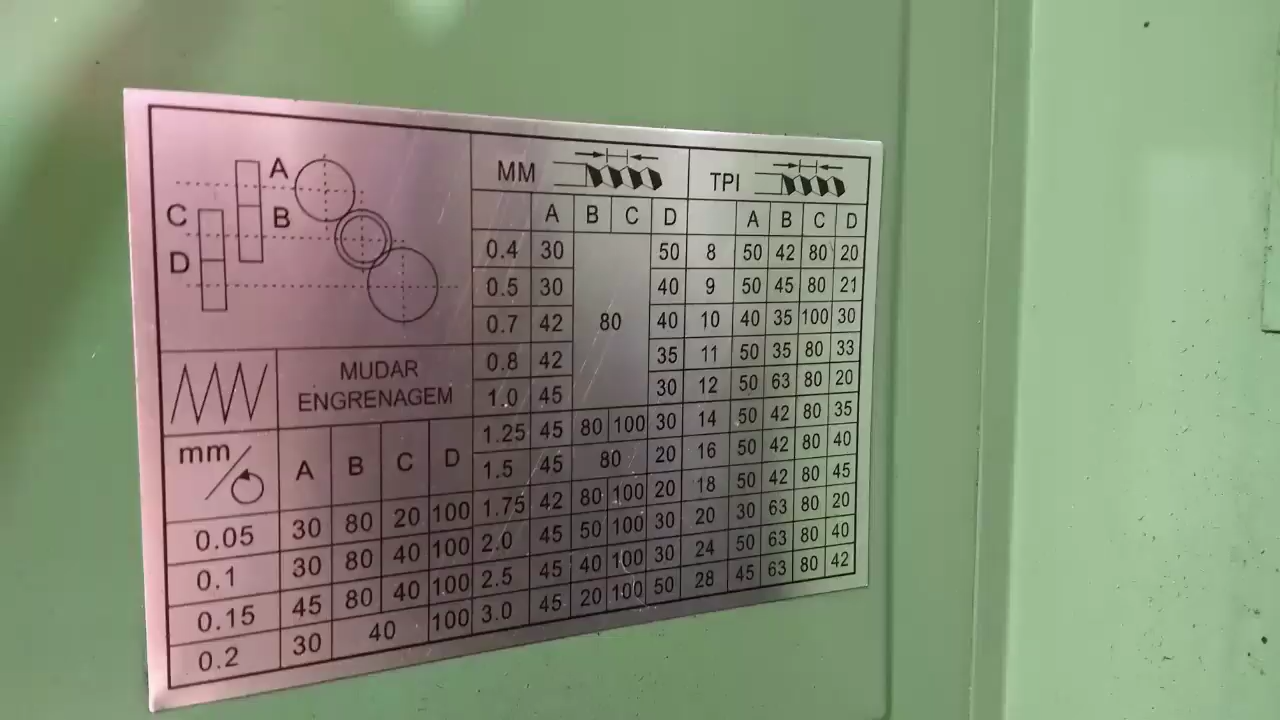 A
B
C
D
MUDAR
ENGRENAGEM
mm A B C D
0.05 30 80 20 100
0.1 30 80 40 100
0.15 45 80 40 100
0.2 30 40 100
MM
A B C D
0.4 30 50
0.5 30 40
0.7 42 80 40
0.8 42 35
1.0 45 30
1.25 45 80 100 30
1.5 45 80 20
1.75 42 80 100 20
2.0 45 50 100 30
2.5 45 40 100 30
3.0 45 20 100 50
TPI
A B C D
8 50 42 80 20
9 50 45 80 21
10 40 35 100 30
11 50 35 80 33
12 50 63 80 20
14 50 42 80 35
16 50 42 80 40
18 50 42 80 45
20 30 63 80 20
24 50 63 80 40
28 45 63 80 42